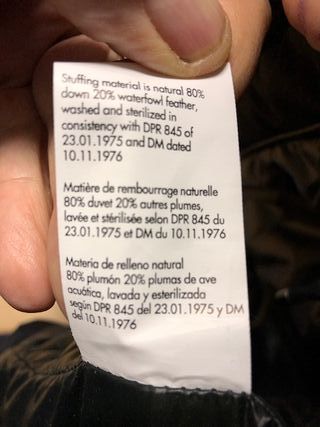 Stuffing material is natural 80%
down 20% waterfowl feather,
washed and sterilized in
consistency with DPR 845 of
23.01.1975 and DM dated
10.11.1976
Matière de rembourrage naturelle
80% duvet 20% autres plumes,
lavée et stérilisée selon DPR 845 du
23.01.1975 et DM du 10.11.1976
Materia de relleno natural
80% plumón 20% plumas de ave
acuática, lavada y esterilizada
según DPR 845 del 23.01.1975 y DM
del 10.11.1976